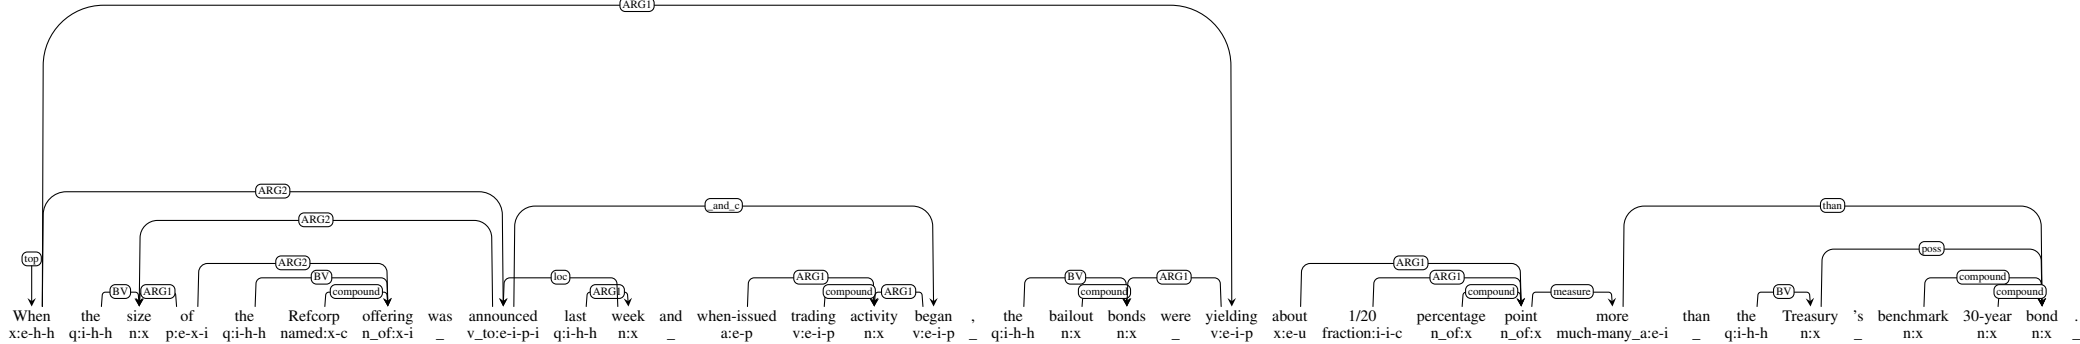 ARG1
ARG2 _and_c than
ARG2 poss
top ARG2 ARG1
BV loc ARG1 BV ARG1 ARG1 compound
BV ARG1 compound ARG1 compound ARG1 compound compound measure BV compound
When the size of the Refcorp offering was announced last week and when-issued trading activity began , the bailout bonds were yielding about 1/20 percentage point more than the Treasury 's benchmark 30-year bond .
x:e-h-h q:i-h-h n:x p:e-x-i q:i-h-h named:x-c n_of:x-i _ v_to:e-i-p-i q:i-h-h n:x _ a:e-p v:e-i-p n:x v:e-i-p _ q:i-h-h n:x n:x _ v:e-i-p x:e-u fraction:i-i-c n_of:x n_of:x much-many_a:e-i _ q:i-h-h n:x _ n:x n:x n:x _